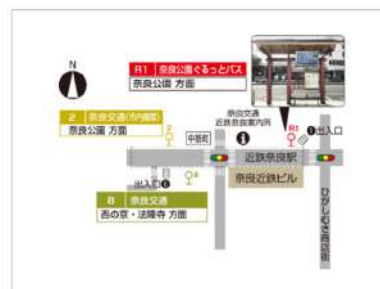 R1 奈良公園ぐるっとバス
奈良公園 方面
N
2 奈良交通(市内循環)
奈良公園 方面
奈良交通
近鉄奈良案内所
2
中筋町
R1
出入口
近鉄奈良駅
奈良近鉄ビル
出入口
8
8 奈良交通
西の京・法隆寺 方面
ひがしむき商店街